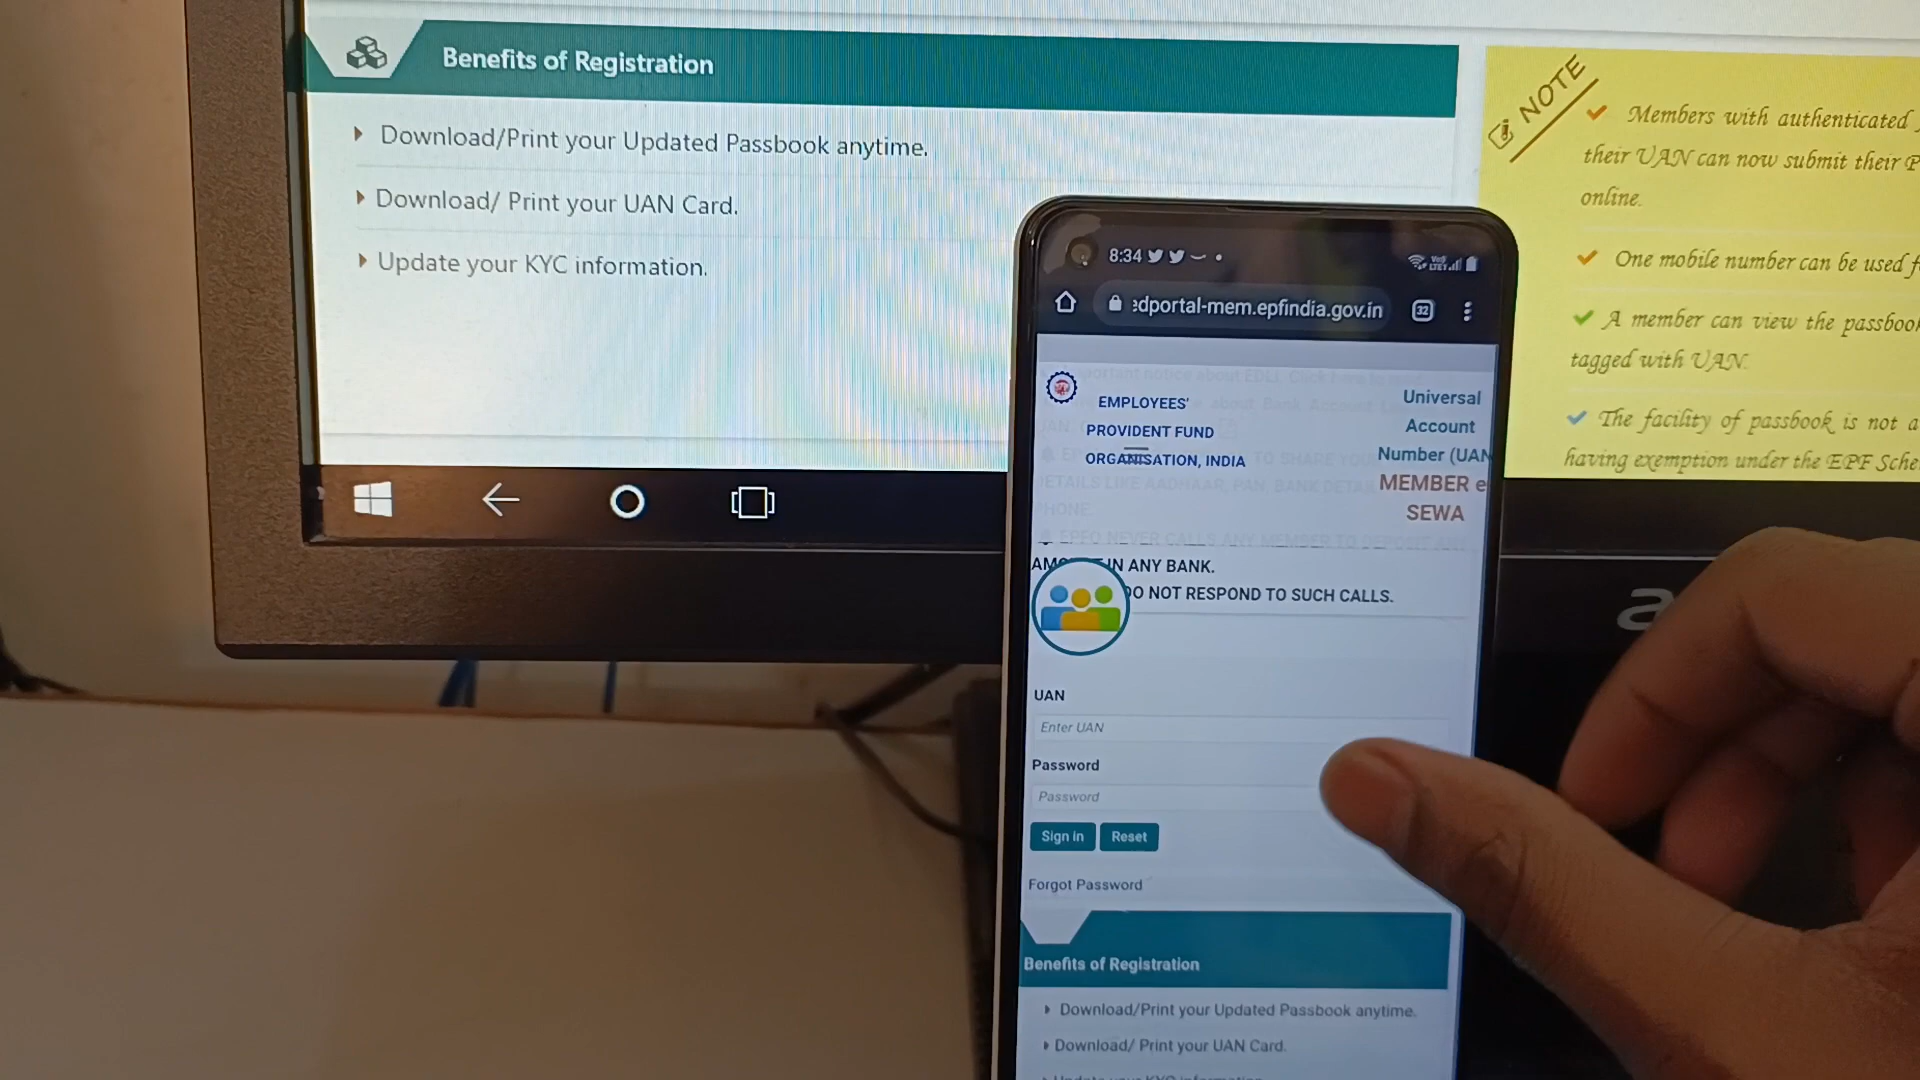 Benefits of Registration
Download/Print your Updated Passbook anytime.
Download/ Print your UAN Card.
Update your KYC information.
NOTE
Members with authenticated
their UAN can now submit their
online.
One mobile number can be used
A member can view the passbook
tagged with UAN.
The facility of passbook is not a
having exemption under the EPF Sche
8:34
edportal-mem.epfindia.gov.in
32
EMPLOYEES'
PROVIDENT FUND
ORGANISATION, INDIA
Universal
Account
Number (UAN
MEMBER e
SEWA
IN ANY BANK.
DO NOT RESPOND TO SUCH CALLS.
UAN
Enter UAN
Password
Password
Sign in Reset
Forgot Password
Benefits of Registration
Download/Print your Updated Passbook anytime.
Download/ Print your UAN Card.
a